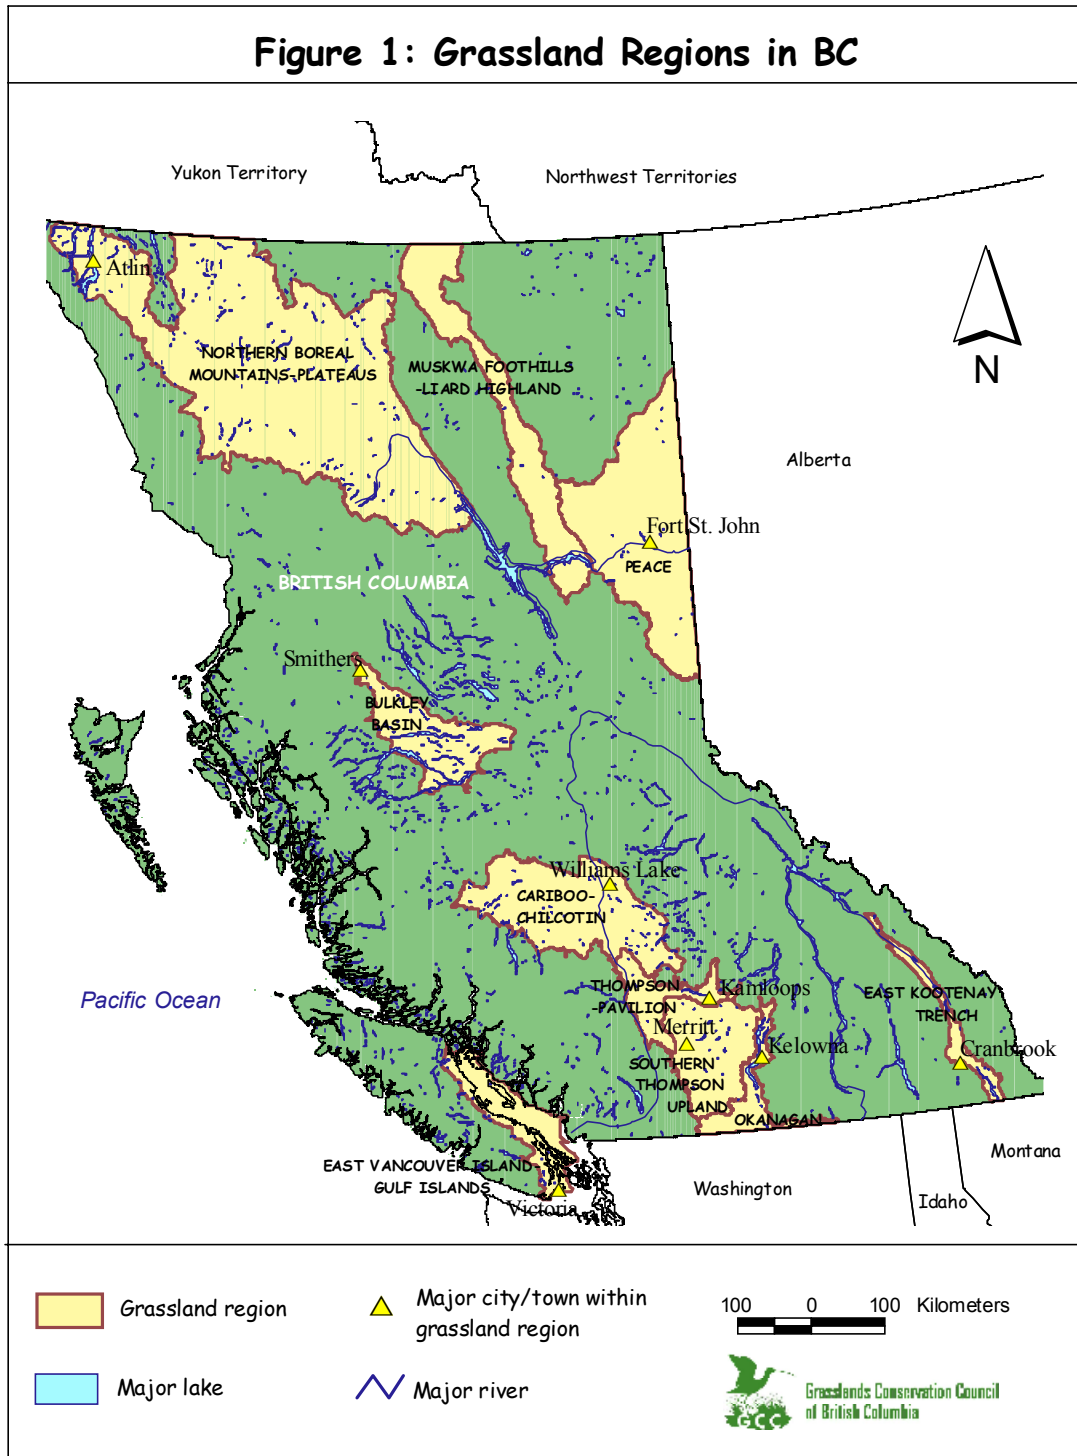 Figure 1: Grassland Regions in BC
Yukon Territory
Northwest Territories
Atlin
NORTHERN BOREAL
MOUNTAINS-PLATEAUS
MUSKWA FOOTHILLS
-LIARD HIGHLAND
N
Alberta
Fort St. John
PEACE
BRITISH COLUMBIA
Smithers
BULKLEY
BASIN
Williams Lake
CARIBOO-
CHILCOTIN
Pacific Ocean
THOMPSON
-PAVILION
Kamloops
EAST KOOTENAY
TRENCH
Merritt
Kelowna
Cranbrook
SOUTHERN
THOMPSON
UPLAND
OKANAGAN
EAST VANCOUVER ISLAND
GULF ISLANDS
Victoria
Washington
Idaho
Montana
Grassland region
Major city/town within
grassland region
100 0 100 Kilometers
Major lake
Major river
GCC
Grasslands Conservation Council
of British Columbia